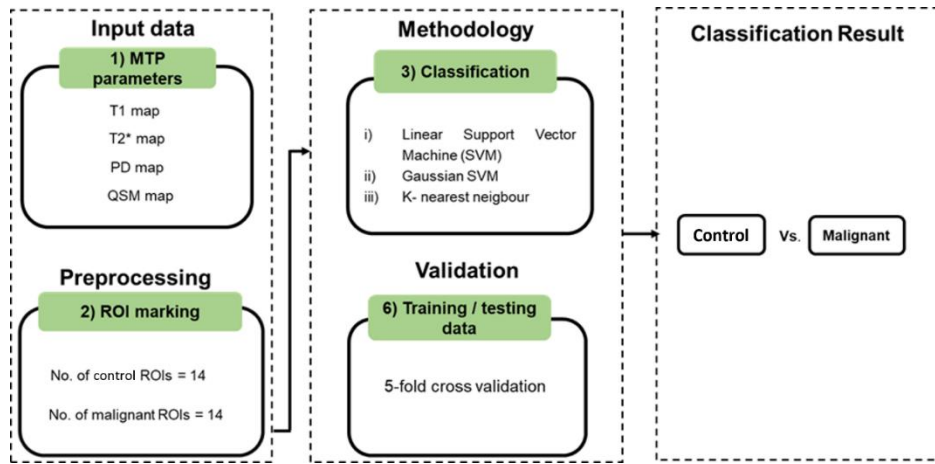 Input data
1) MTP
parameters
T1 map
T2* map
PD map
QSM map
Preprocessing
2) ROI marking
No. of control ROIs = 14
No. of malignant ROIs = 14
Methodology
3) Classification
i) Linear Support Vector
Machine (SVM)
ii) Gaussian SVM
iii) K- nearest neigbour
Validation
6) Training / testing
data
5-fold cross validation
Classification Result
Control Vs. Malignant